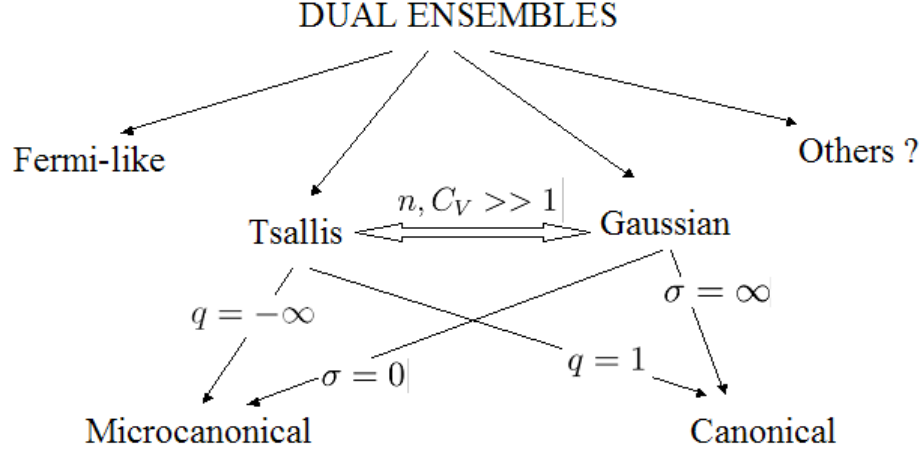 DUAL ENSEMBLES
Fermi-like
Others ?
n, C_V >> 1
Tsallis
Gaussian
q = −∞
σ = ∞
σ = 0
q = 1
Microcanonical
Canonical